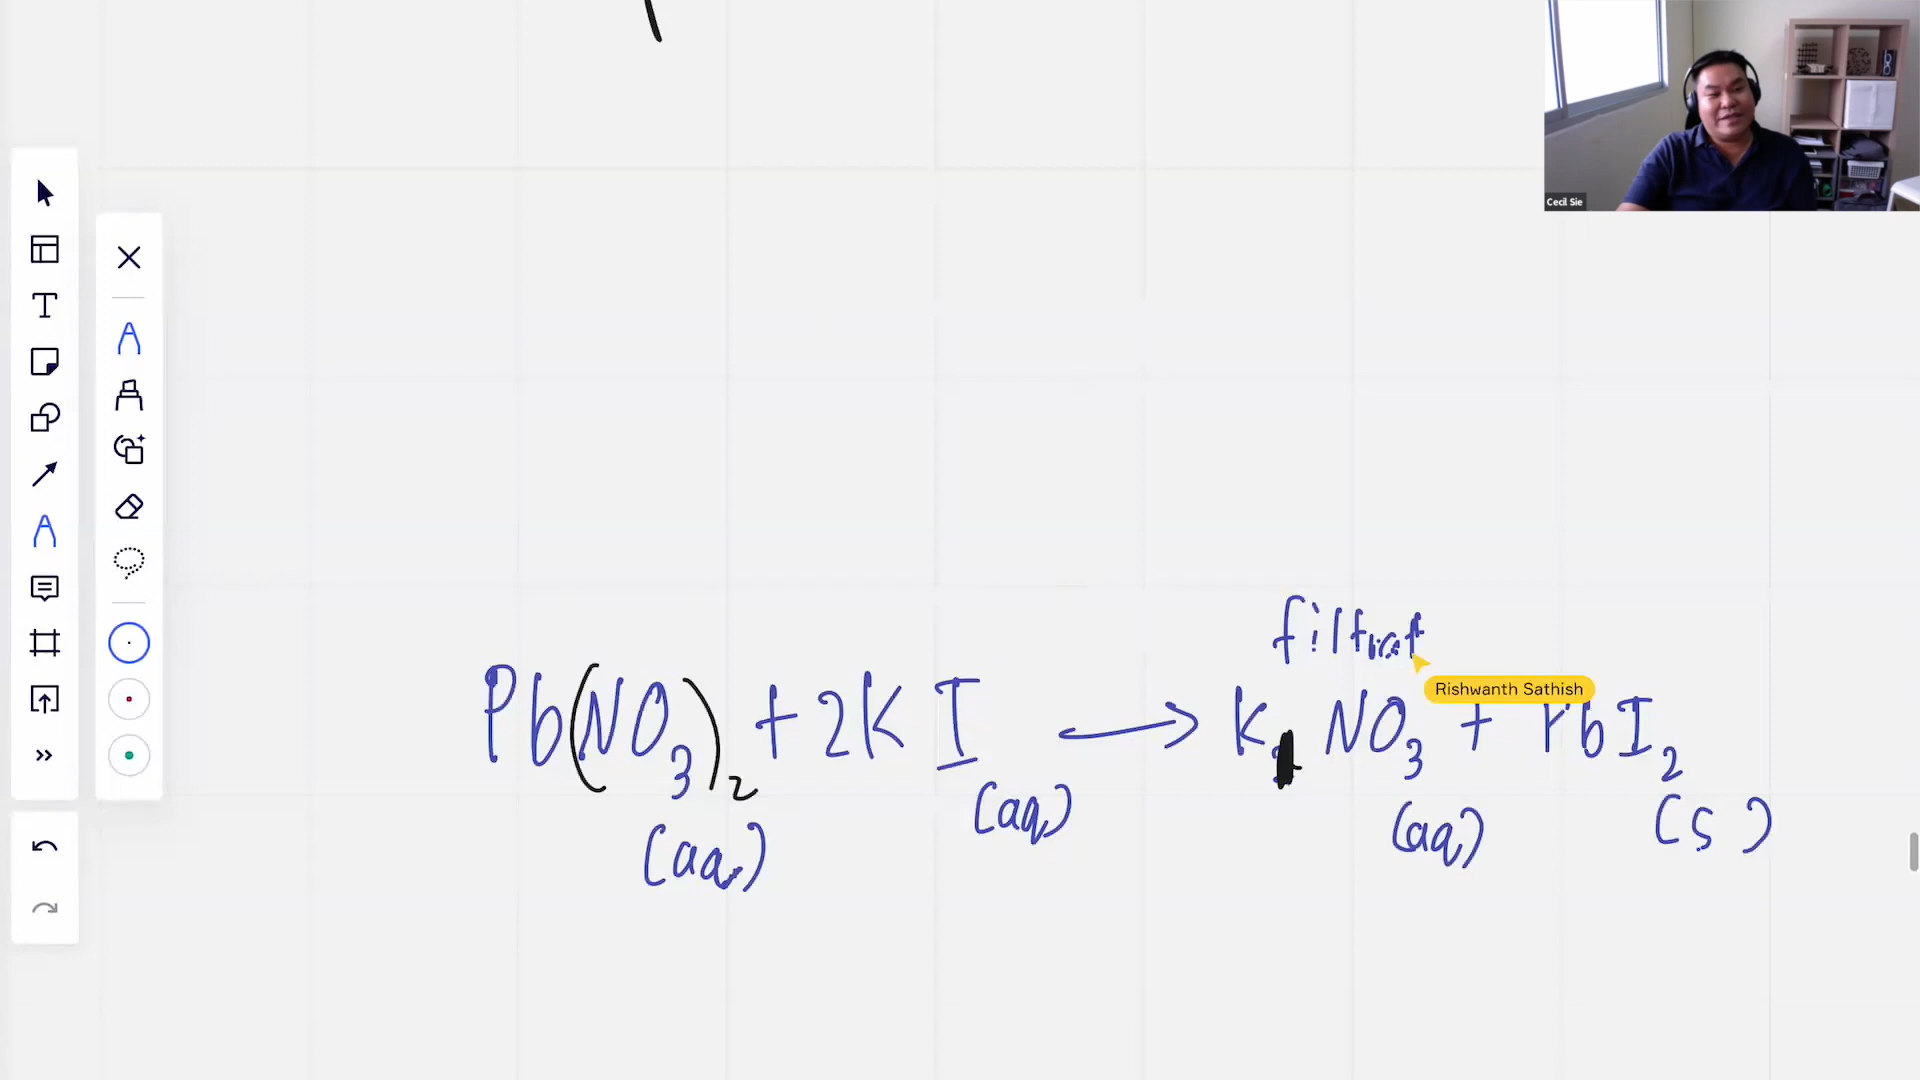 Cecil Sie
filtrat
Rishwanth Sathish
Pb(NO3)2 + 2KI → K NO3 + PbI2
(aq) (aq) (aq) (s)